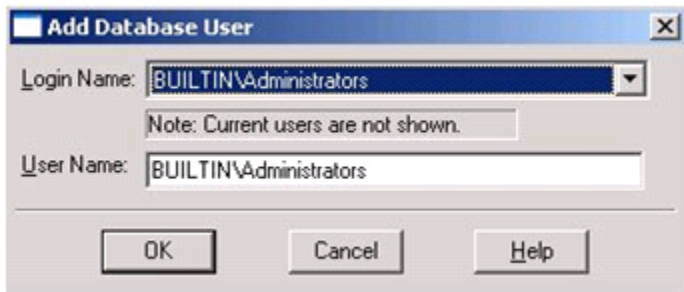 Add Database User
Login Name: BUILTIN\Administrators
Note: Current users are not shown.
User Name: BUILTIN\Administrators
OK Cancel Help